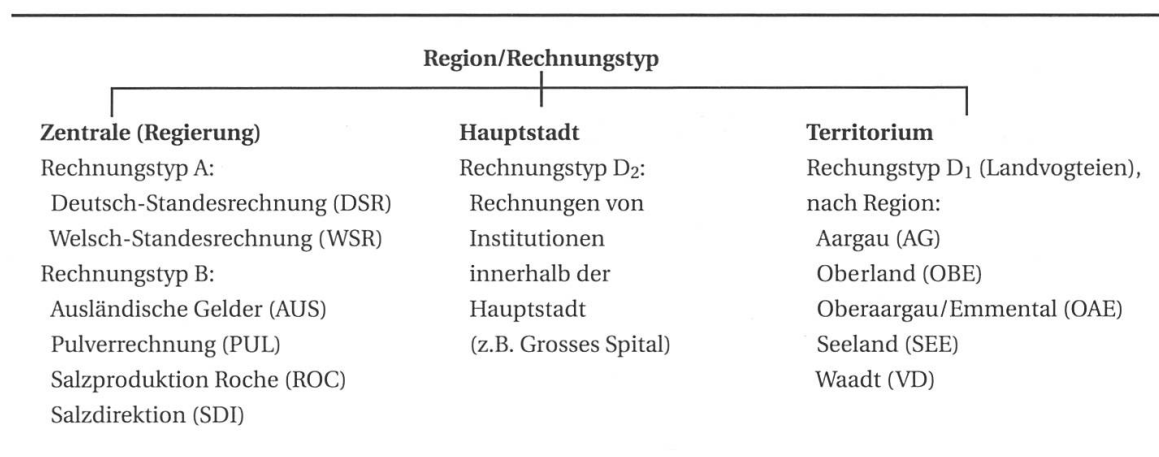 Region/Rechnungstyp
Zentrale (Regierung)
Rechnungstyp A:
Deutsch-Standesrechnung (DSR)
Welsch-Standesrechnung (WSR)
Rechnungstyp B:
Ausländische Gelder (AUS)
Pulverrechnung (PUL)
Salzproduktion Roche (ROC)
Salzdirektion (SDI)
Hauptstadt
Rechnungstyp D₂:
Rechnungen von
Institutionen
innerhalb der
Hauptstadt
(z.B. Grosses Spital)
Territorium
Rechungstyp D₁ (Landvogteien),
nach Region:
Aargau (AG)
Oberland (OBE)
Oberaargau/Emmental (OAE)
Seeland (SEE)
Waadt (VD)